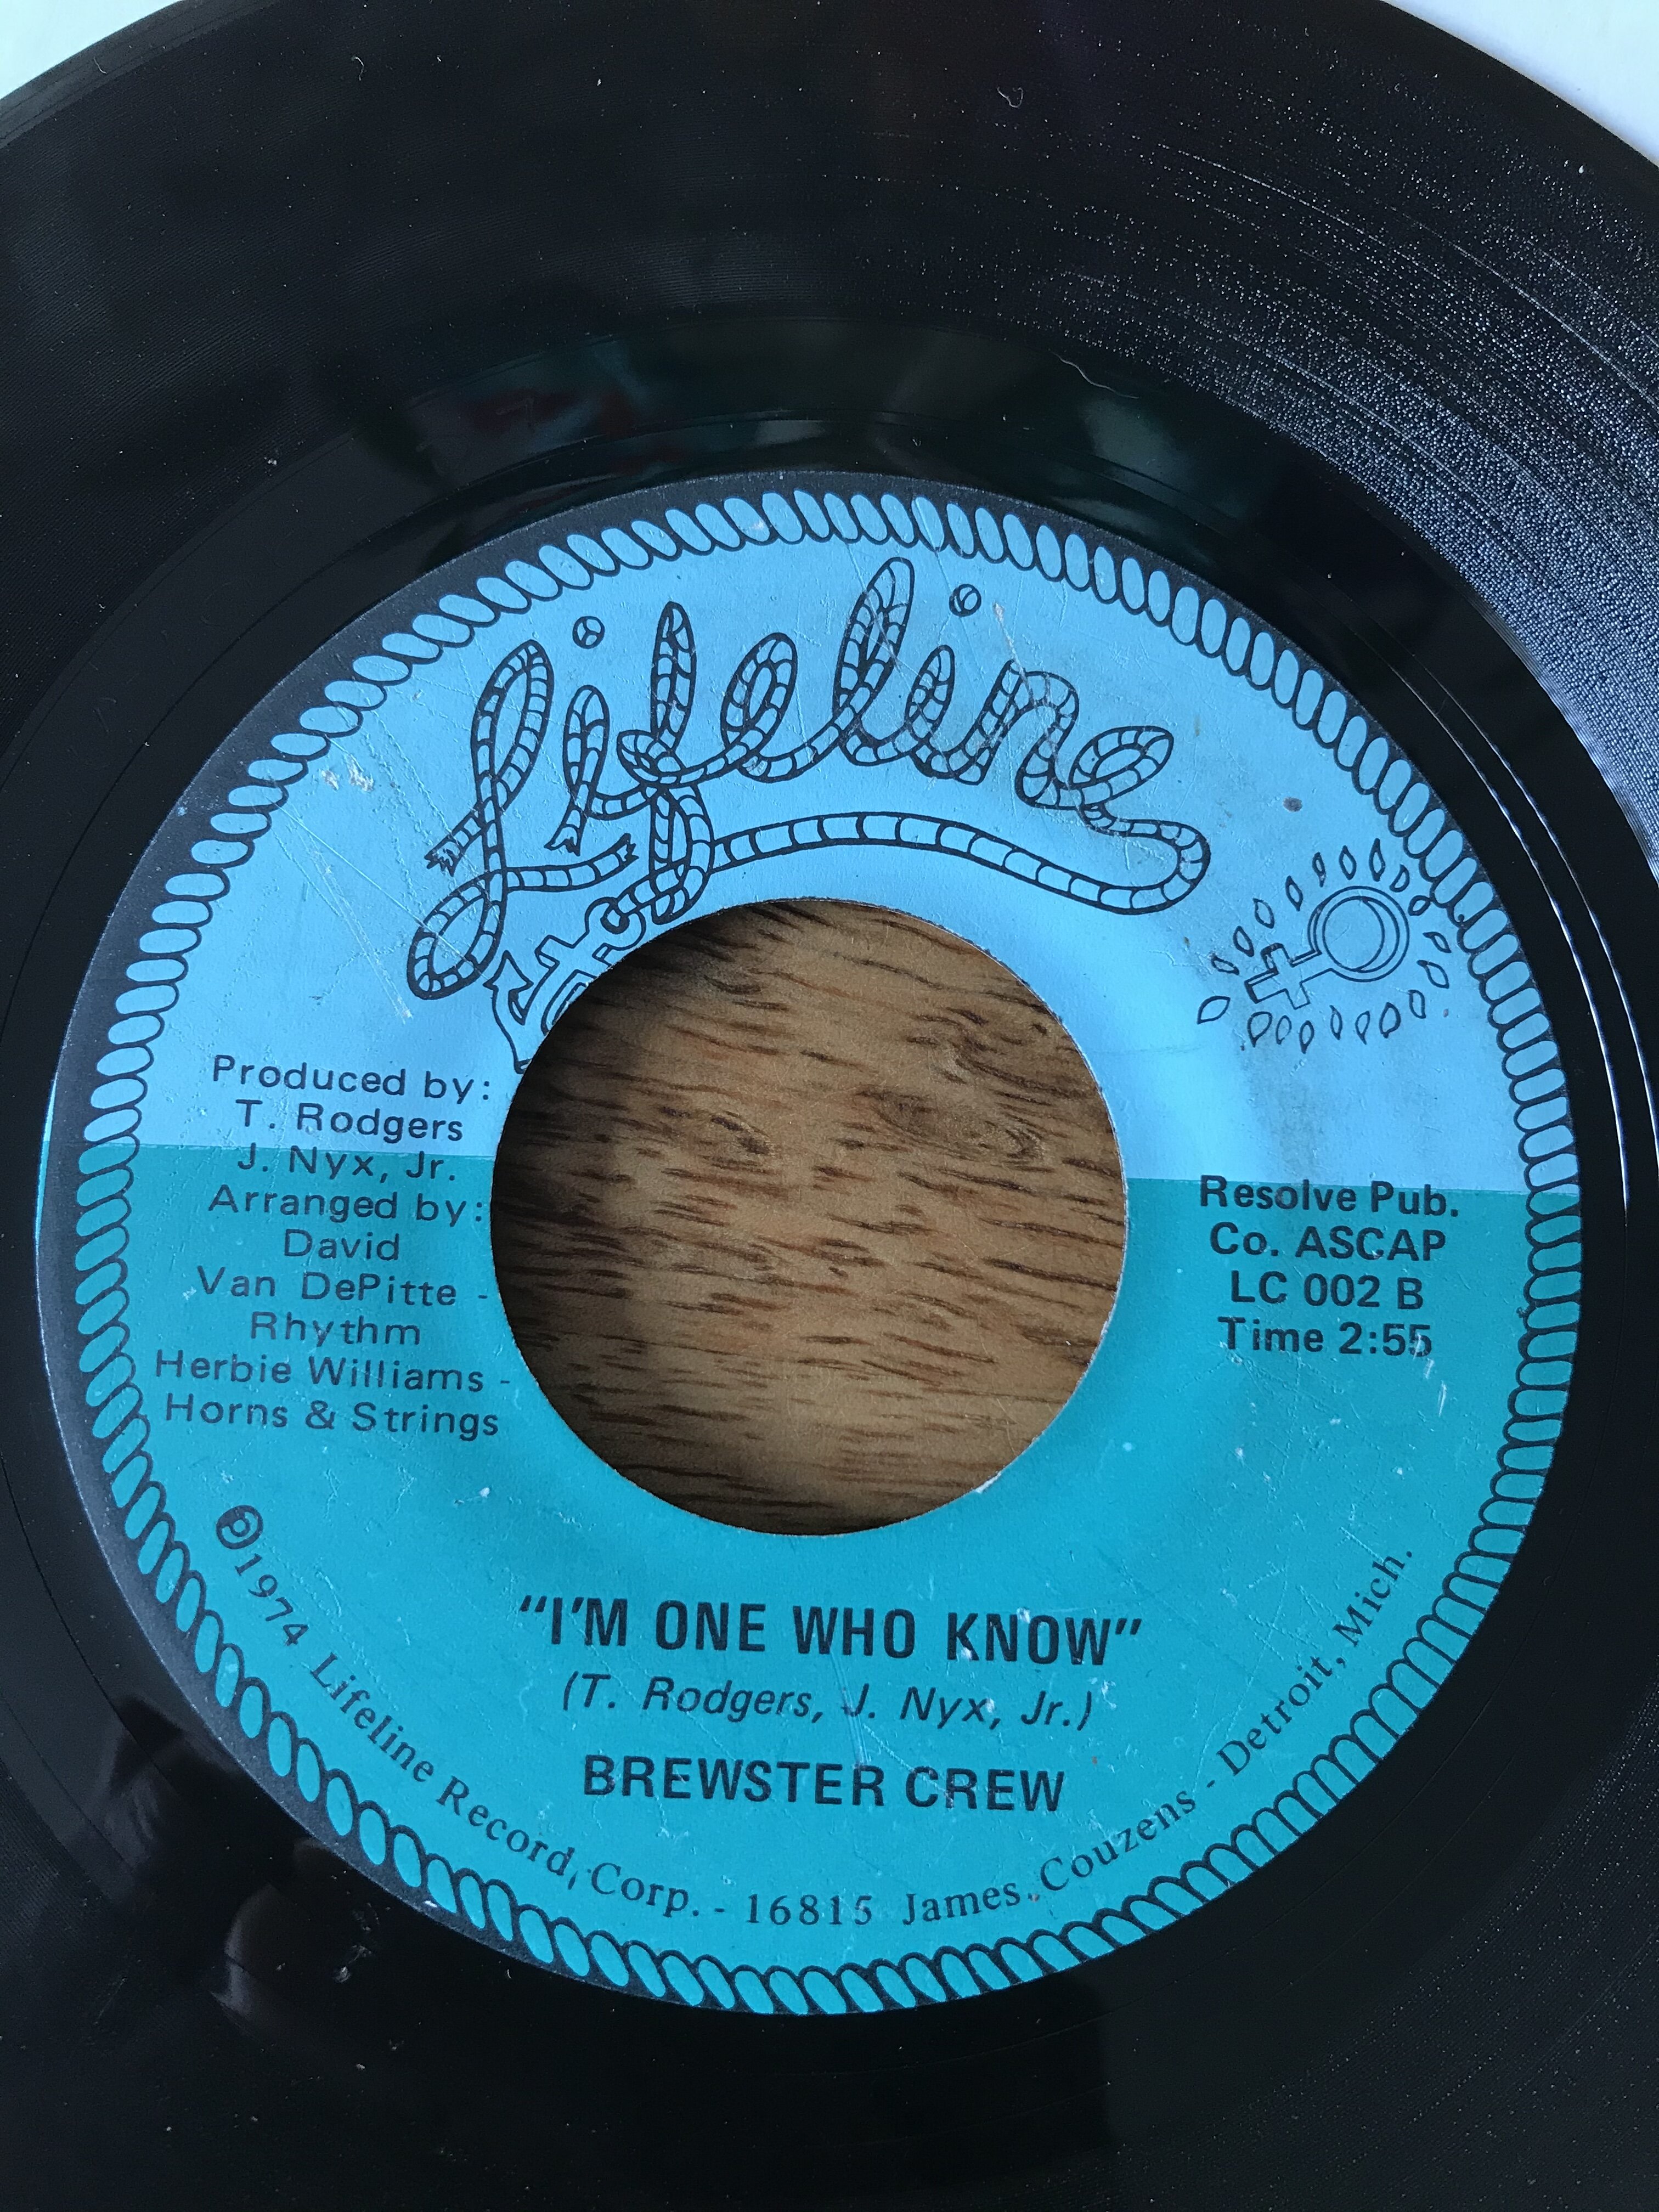 Lifeline
Produced by:
T. Rodgers
J. Nyx, Jr.
Arranged by:
David
Van DePitte -
Rhythm
Herbie Williams -
Horns & Strings
Resolve Pub.
Co. ASCAP
LC 002 B
Time 2:55
"I'M ONE WHO KNOW"
(T. Rodgers, J. Nyx, Jr.)
BREWSTER CREW
℗1974 Lifeline Record, Corp. - 16815 James Couzens - Detroit, Mich.